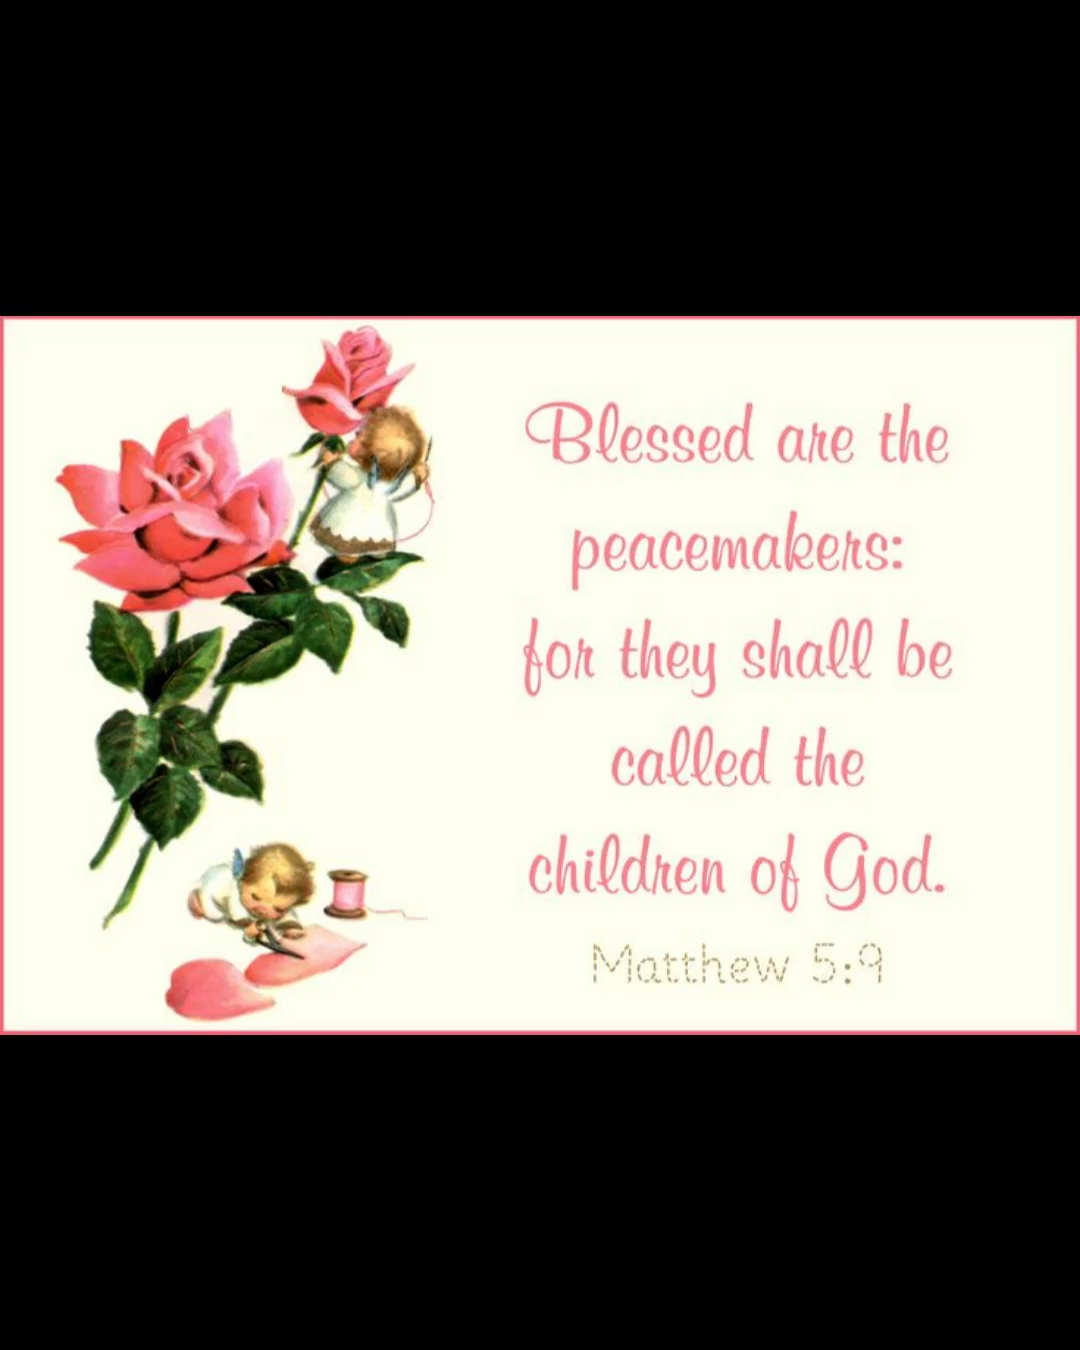 Blessed are the
peacemakers:
for they shall be
called the
children of God.
Matthew 5:9